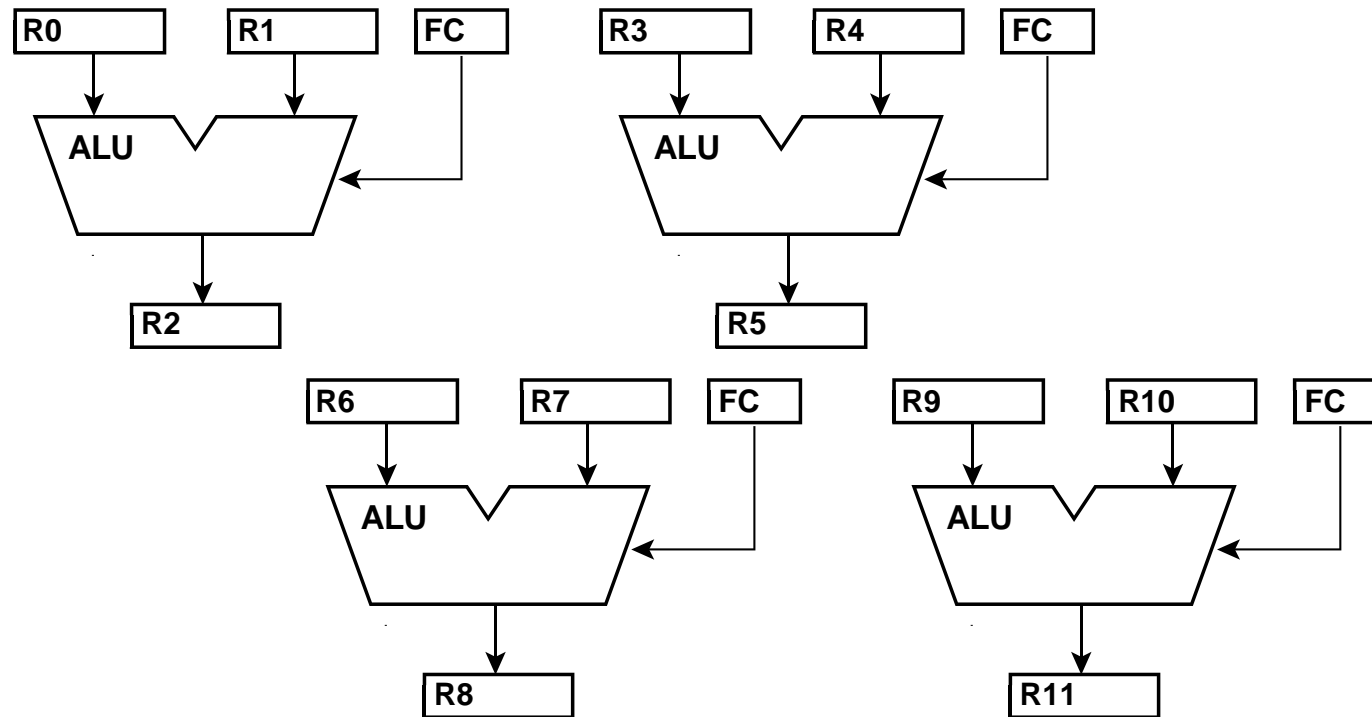 R0 R1 FC R3 R4 FC
ALU ALU
R2 R5
R6 R7 FC R9 R10 FC
ALU ALU
R8 R11